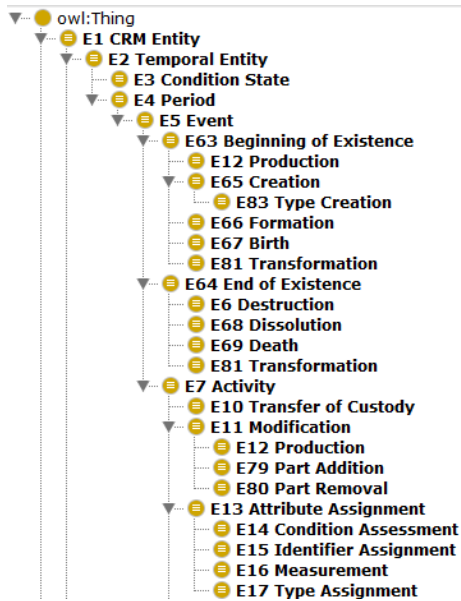 owl:Thing
E1 CRM Entity
E2 Temporal Entity
E3 Condition State
E4 Period
E5 Event
E63 Beginning of Existence
E12 Production
E65 Creation
E83 Type Creation
E66 Formation
E67 Birth
E81 Transformation
E64 End of Existence
E6 Destruction
E68 Dissolution
E69 Death
E81 Transformation
E7 Activity
E10 Transfer of Custody
E11 Modification
E12 Production
E79 Part Addition
E80 Part Removal
E13 Attribute Assignment
E14 Condition Assessment
E15 Identifier Assignment
E16 Measurement
E17 Type Assignment